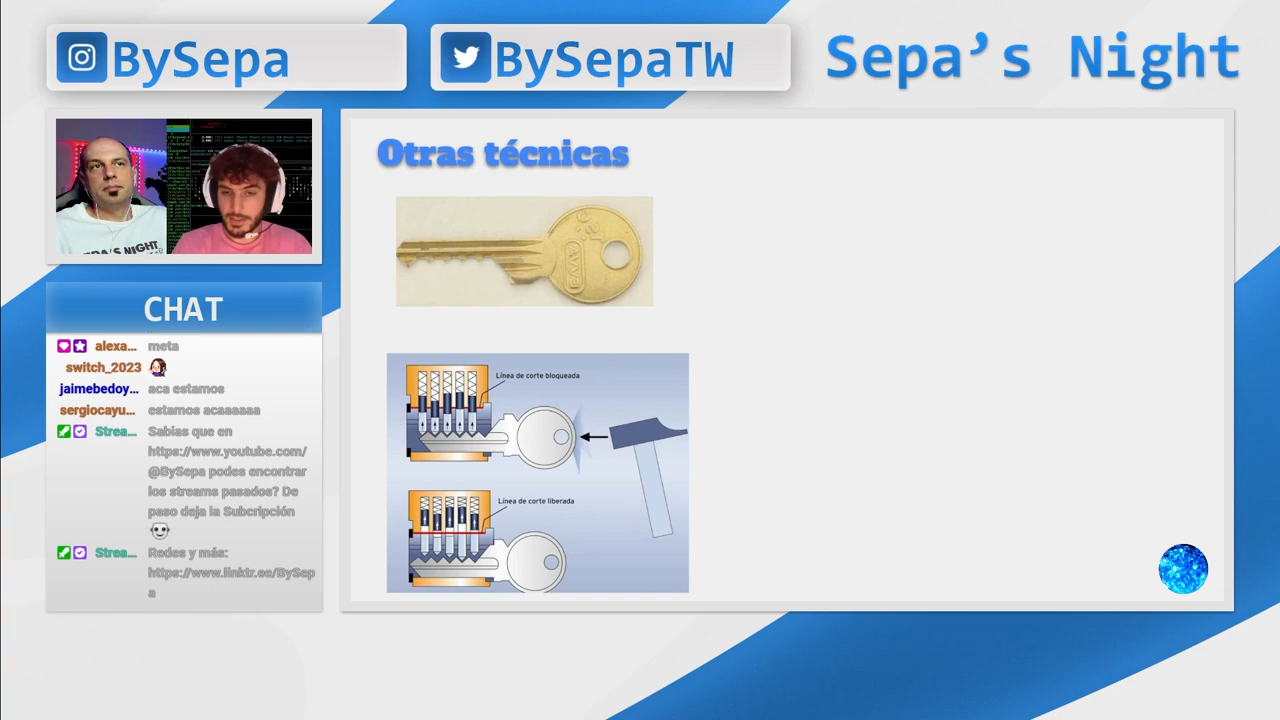 BySepa
BySepaTW
Sepa's Night
Otras técnicas
Línea de corte bloqueada
Línea de corte liberada
CHAT
alexa... meta
switch_2023
jaimebedoy... aca estamos
sergiocayu... estamos acaaaaaa
Strea... Sabias que en
https://www.youtube.com/
@BySepa podes encontrar
los streams pasados? De
paso deja la Subcripción
Strea... Redes y más:
https://www.linktr.ee/BySep
a